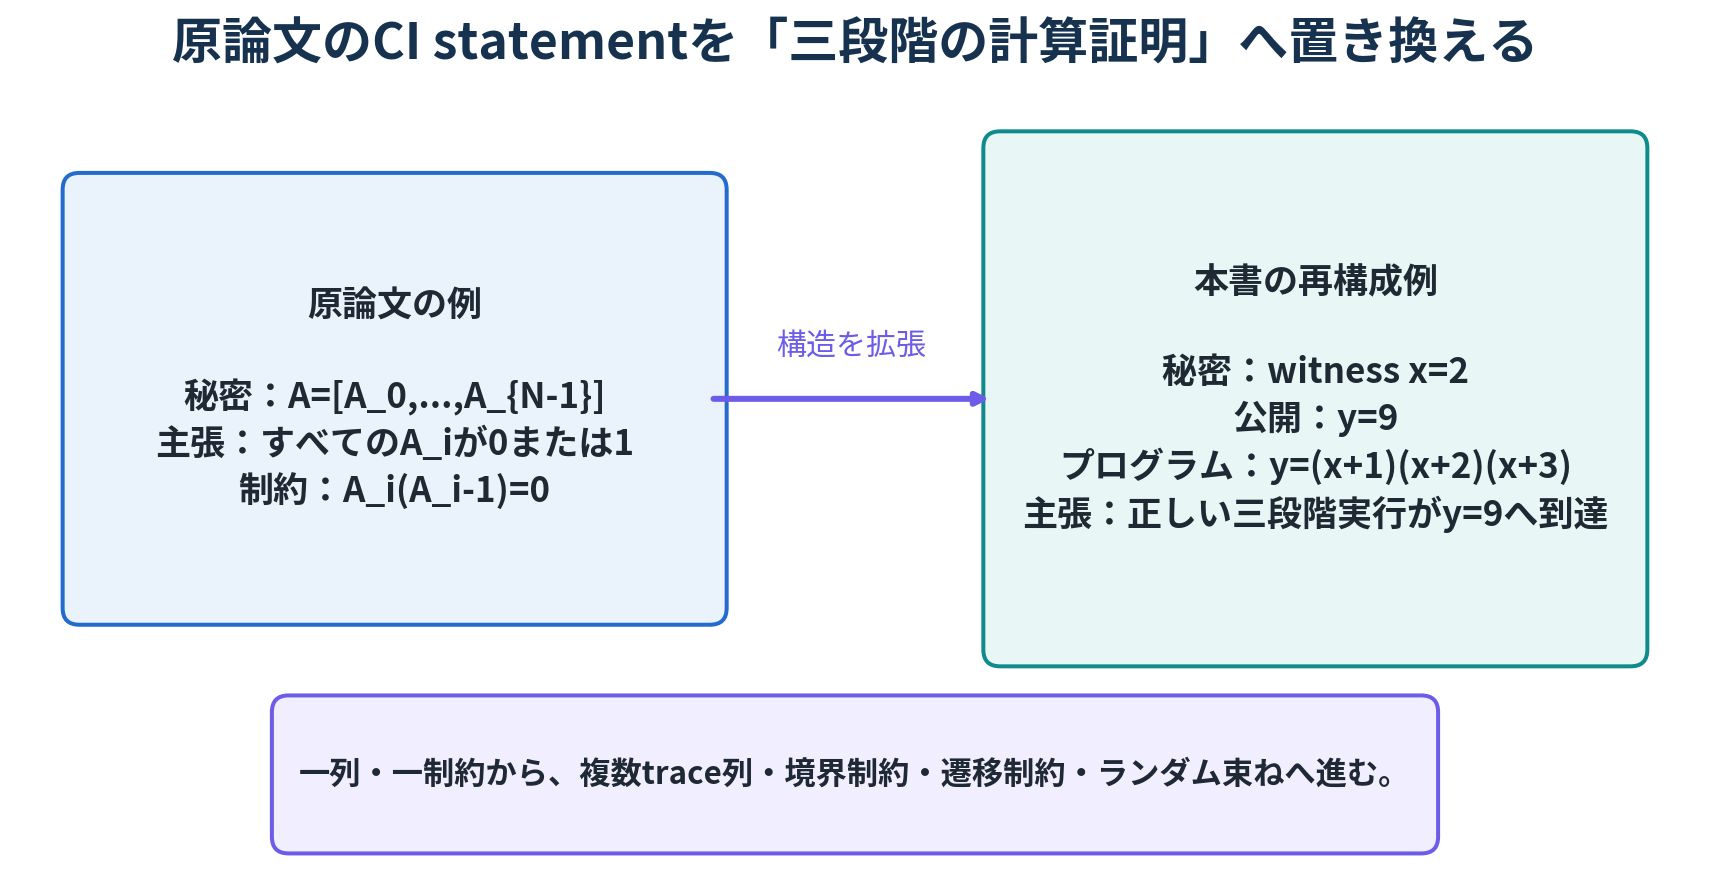 原論文のCI statementを「三段階の計算証明」へ置き換える
原論文の例
秘密：A=[A_0,...,A_{N-1}]
主張：すべてのA_iが0または1
制約：A_i(A_i-1)=0
構造を拡張
本書の再構成例
秘密：witness x=2
公開：y=9
プログラム：y=(x+1)(x+2)(x+3)
主張：正しい三段階実行がy=9へ到達
一列・一制約から、複数trace列・境界制約・遷移制約・ランダム束ねへ進む。